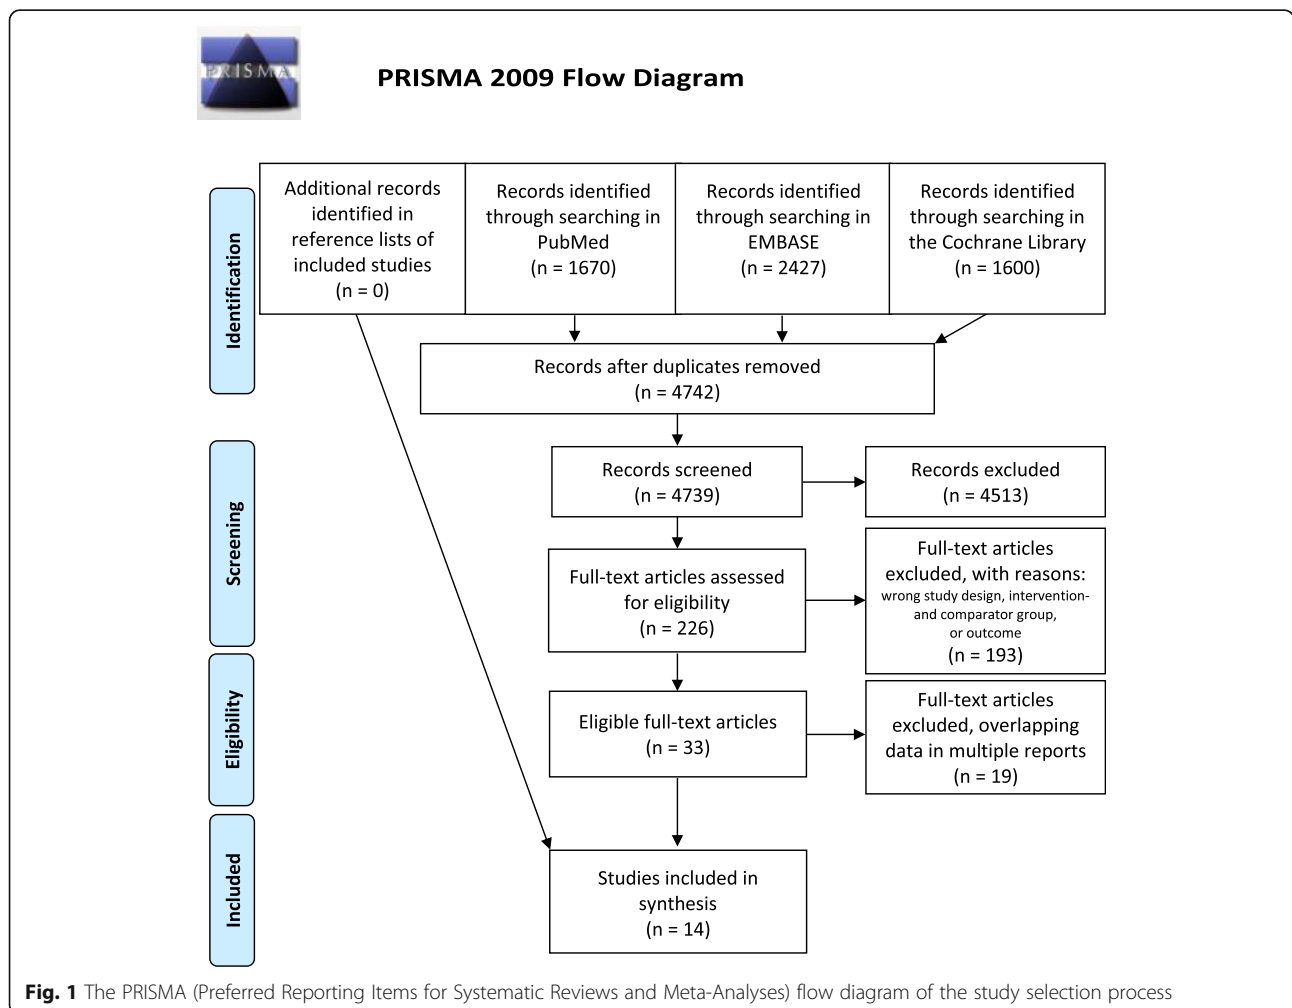 PRISMA
PRISMA 2009 Flow Diagram
Identification
Additional records
identified in
reference lists of
included studies
(n = 0)
Records identified
through searching in
PubMed
(n = 1670)
Records identified
through searching in
EMBASE
(n = 2427)
Records identified
through searching in
the Cochrane Library
(n = 1600)
Records after duplicates removed
(n = 4742)
Screening
Records screened
(n = 4739)
Records excluded
(n = 4513)
Full-text articles assessed
for eligibility
(n = 226)
Full-text articles
excluded, with reasons:
wrong study design, intervention-
and comparator group,
or outcome
(n = 193)
Eligibility
Eligible full-text articles
(n = 33)
Full-text articles
excluded, overlapping
data in multiple reports
(n = 19)
Included
Studies included in
synthesis
(n = 14)
Fig. 1 The PRISMA (Preferred Reporting Items for Systematic Reviews and Meta-Analyses) flow diagram of the study selection process